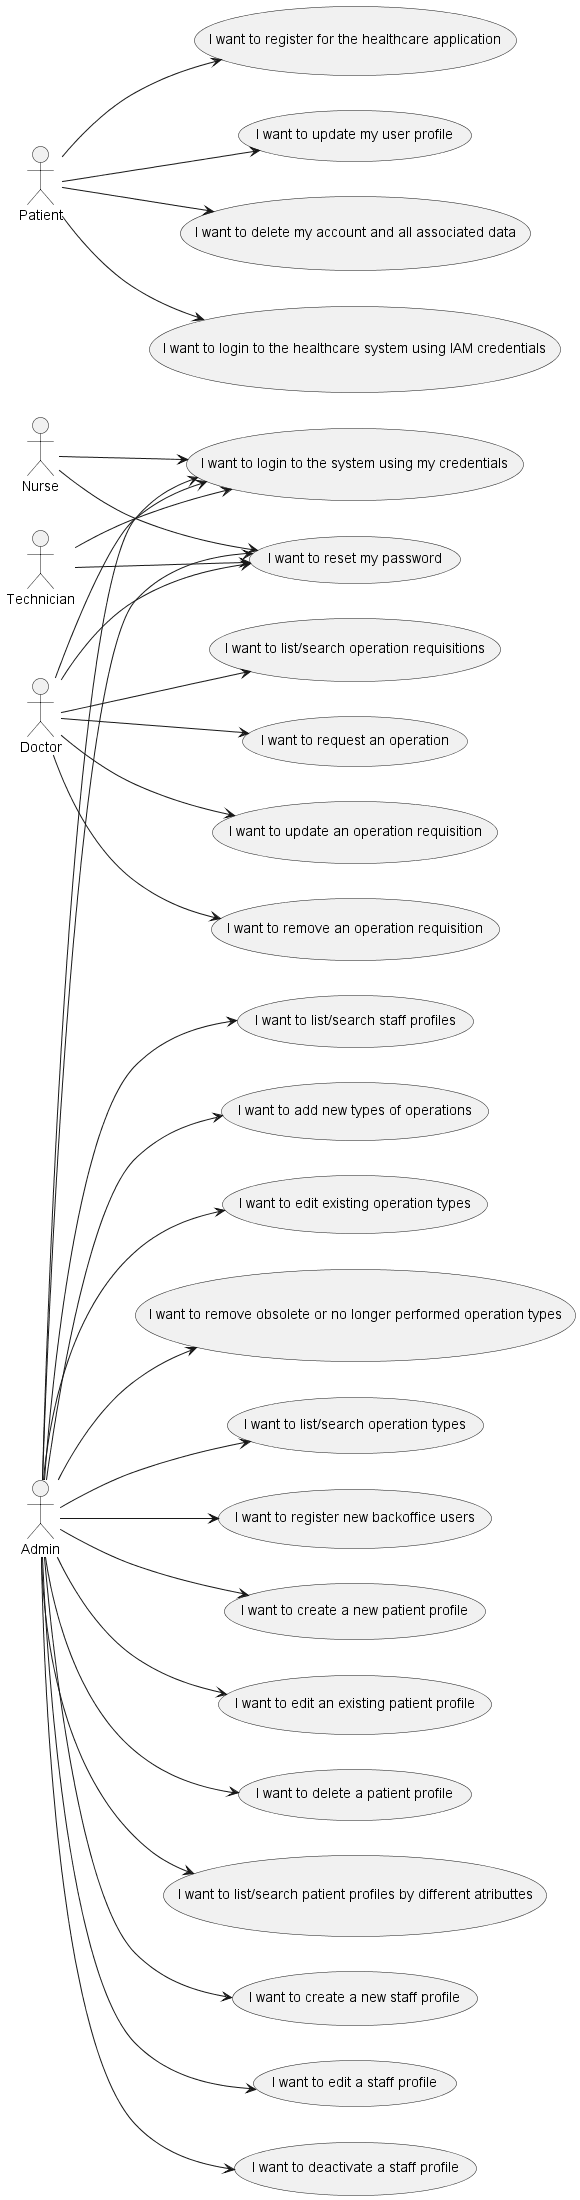 I want to register for the healthcare application
I want to update my user profile
Patient
I want to delete my account and all associated data
I want to login to the healthcare system using IAM credentials
I want to login to the system using my credentials
Nurse
I want to reset my password
Technician
I want to list/search operation requisitions
I want to request an operation
Doctor
I want to update an operation requisition
I want to remove an operation requisition
I want to list/search staff profiles
I want to add new types of operations
I want to edit existing operation types
I want to remove obsolete or no longer performed operation types
I want to list/search operation types
I want to register new backoffice users
Admin
I want to create a new patient profile
I want to edit an existing patient profile
I want to delete a patient profile
I want to list/search patient profiles by different atributtes
I want to create a new staff profile
I want to edit a staff profile
I want to deactivate a staff profile